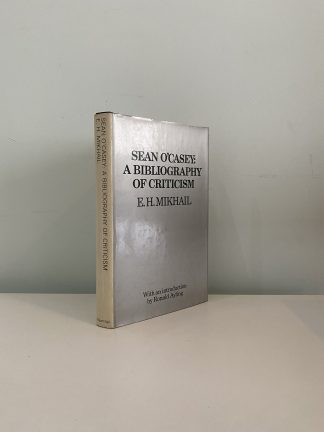 SEAN O'CASEY:
A BIBLIOGRAPHY
OF CRITICISM
E.H.MIKHAIL
With an introduction
by Ronald Ayling
SEAN O'CASEY: A BIBLIOGRAPHY OF CRITICISM
E. H. MIKHAIL